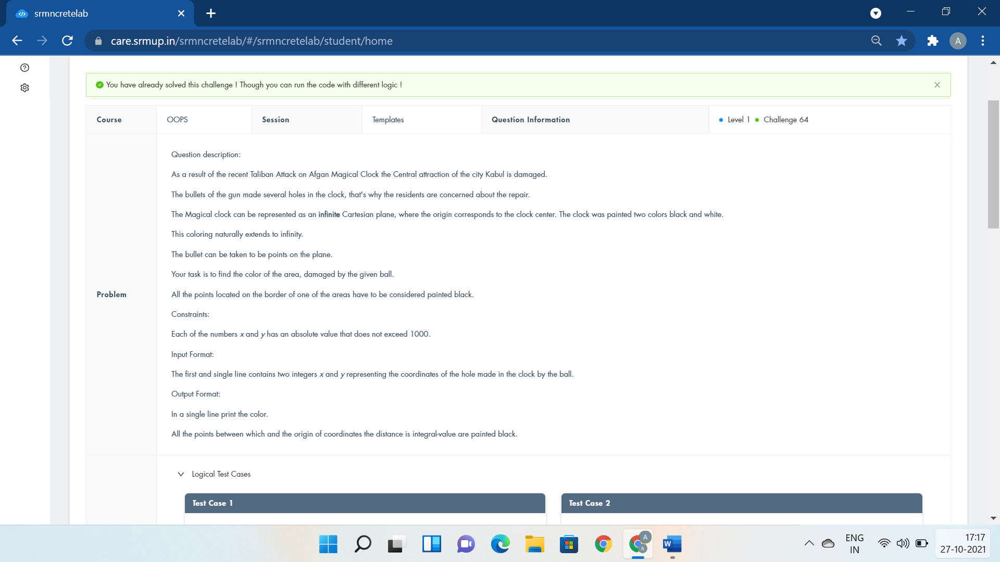 srmncretelab
care.srmup.in/srmncretelab/#/srmncretelab/student/home
A
You have already solved this challenge ! Though you can run the code with different logic !
Course OOPS Session Templates Question Information Level 1 Challenge 64
Problem
Question description:
As a result of the recent Taliban Attack on Afgan Magical Clock the Central attraction of the city Kabul is damaged.
The bullets of the gun made several holes in the clock, that's why the residents are concerned about the repair.
The Magical clock can be represented as an infinite Cartesian plane, where the origin corresponds to the clock center. The clock was painted two colors black and white.
This coloring naturally extends to infinity.
The bullet can be taken to be points on the plane.
Your task is to find the color of the area, damaged by the given ball.
All the points located on the border of one of the areas have to be considered painted black.
Constraints:
Each of the numbers x and y has an absolute value that does not exceed 1000.
Input Format:
The first and single line contains two integers x and y representing the coordinates of the hole made in the clock by the ball.
Output Format:
In a single line print the color.
All the points between which and the origin of coordinates the distance is integral-value are painted black.
Logical Test Cases
Test Case 1 Test Case 2
A
A
W
ENG
IN
17:17
27-10-2021